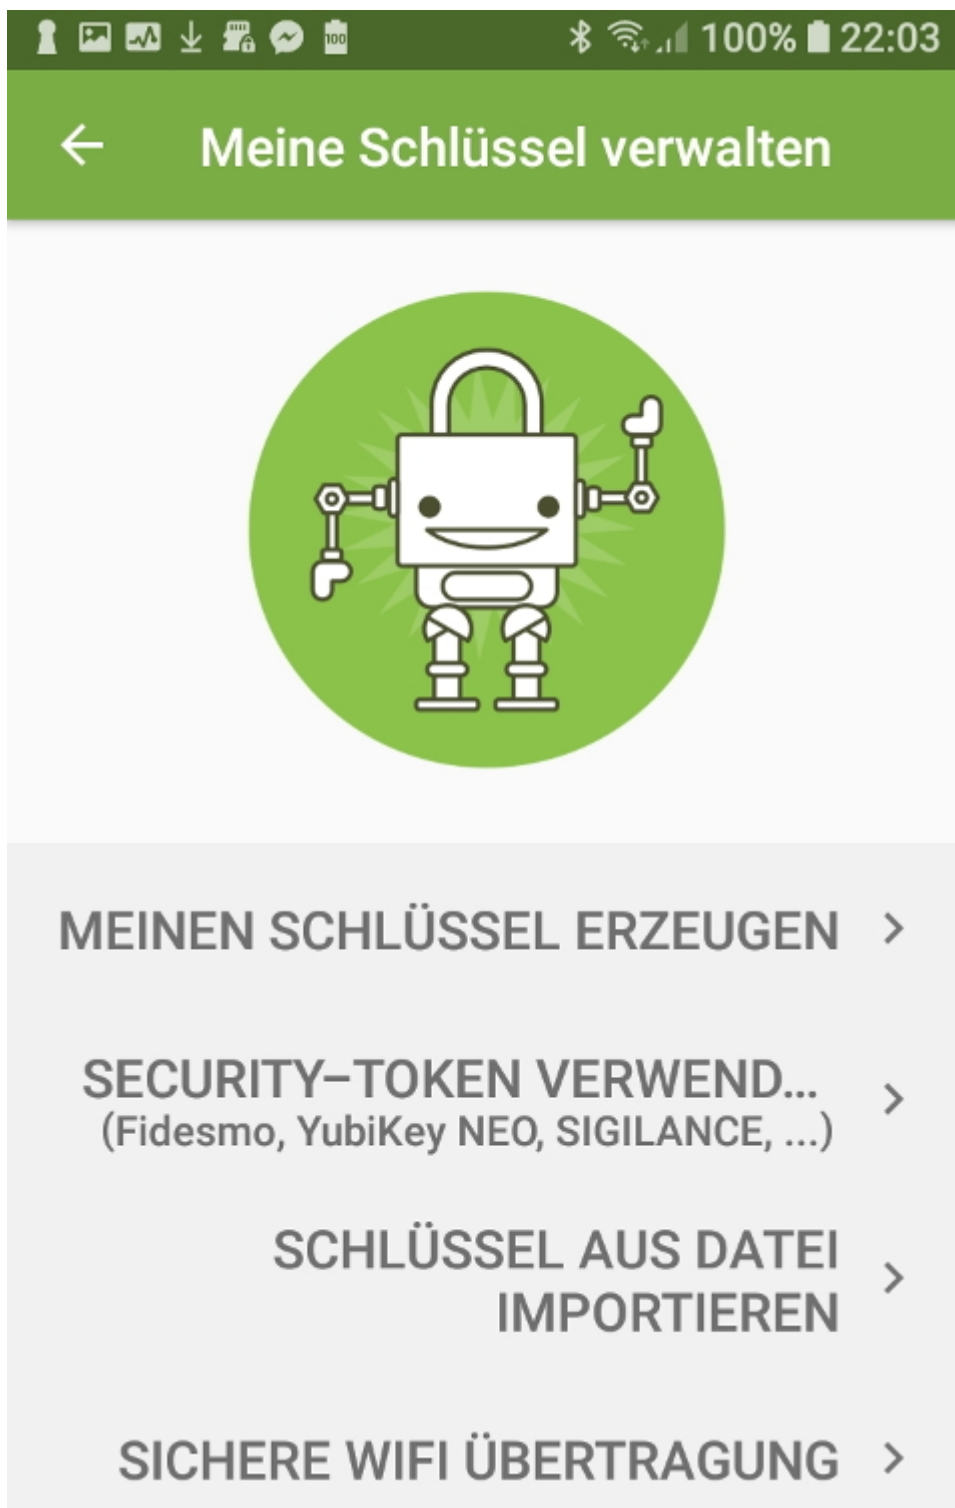 100 100% 22:03
Meine Schlüssel verwalten
MEINEN SCHLÜSSEL ERZEUGEN
SECURITY–TOKEN VERWEND...
(Fidesmo, YubiKey NEO, SIGILANCE, ...)
SCHLÜSSEL AUS DATEI
IMPORTIEREN
SICHERE WIFI ÜBERTRAGUNG